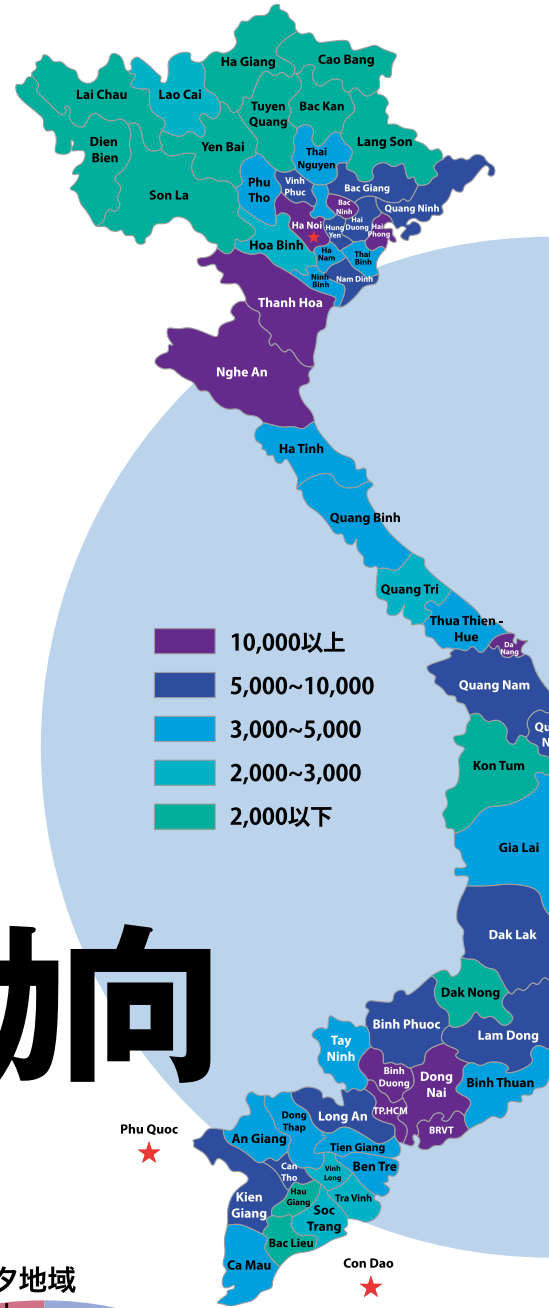 Ha Giang
Cao Bang
Lai Chau
Lao Cai
Tuyen
Quang
Bac Kan
Dien
Bien
Yen Bai
Thai
Nguyen
Lang Son
Son La
Phu
Tho
Vinh
Phuc
Bac Giang
Bac
Ninh
Quang Ninh
Ha Noi
Hung
Yen
Hai
Duong
Hai
Phong
Hoa Binh
Ha
Nam
Thai
Binh
Ninh
Binh
Nam Dinh
Thanh Hoa
Nghe An
Ha Tinh
Quang Binh
Quang Tri
Thua Thien -
Hue
Da
Nang
10,000以上
5,000~10,000
3,000~5,000
2,000~3,000
2,000以下
Quang Nam
Qu
N
Kon Tum
Gia Lai
Dak Lak
動向
Dak Nong
Binh Phuoc
Lam Dong
Tay
Ninh
Binh
Duong
Dong
Nai
Binh Thuan
TP.HCM
BRVT
Long An
Dong
Thap
An Giang
Tien Giang
Phu Quoc
Can
Tho
Vinh
Long
Ben Tre
Kien
Giang
Hau
Giang
Tra Vinh
Soc
Trang
Bac Lieu
Ca Mau
Con Dao
タ地域